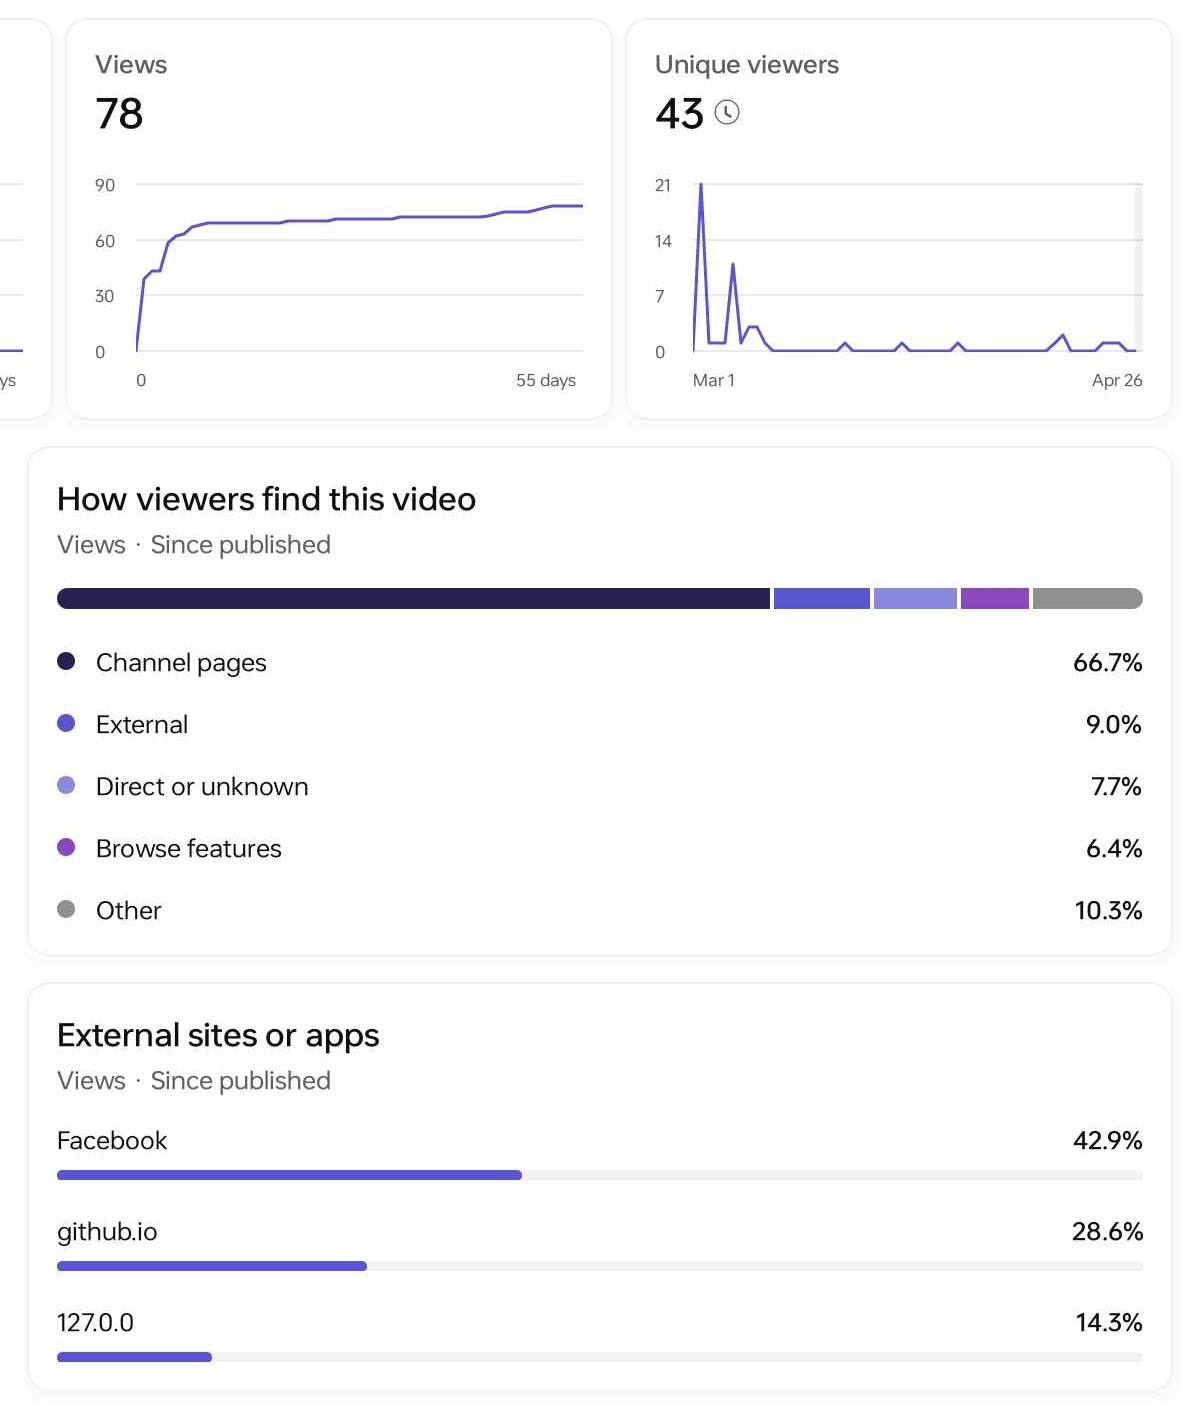 Views
78
90
60
30
0
0
55 days
ys
Unique viewers
43
21
14
7
0
Mar 1
Apr 26
How viewers find this video
Views · Since published
Channel pages 66.7%
External 9.0%
Direct or unknown 7.7%
Browse features 6.4%
Other 10.3%
External sites or apps
Views · Since published
Facebook 42.9%
github.io 28.6%
127.0.0 14.3%